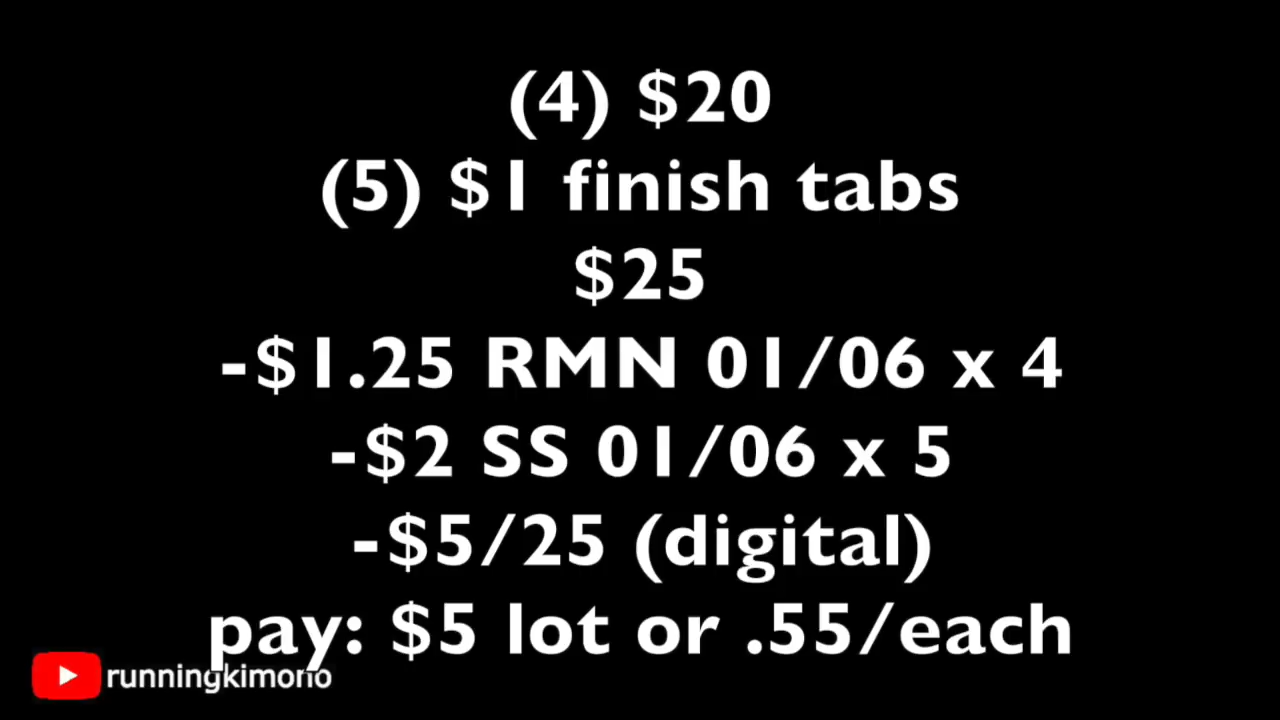 (4) $20
(5) $1 finish tabs
$25
-$1.25 RMN 01/06 x 4
-$2 SS 01/06 x 5
-$5/25 (digital)
pay: $5 lot or .55/each
runningkimono